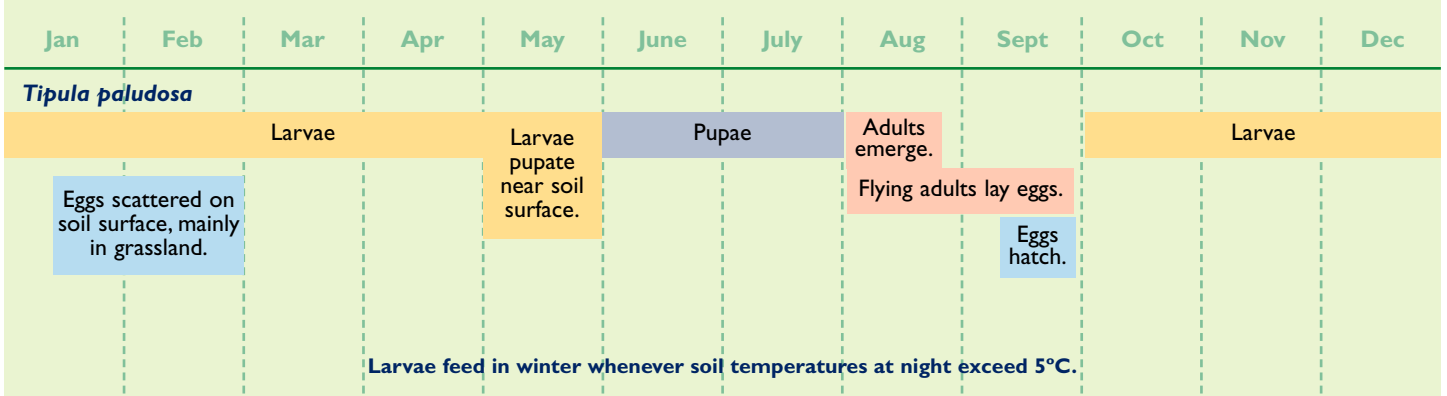 Jan Feb Mar Apr May June July Aug Sept Oct Nov Dec
Tipula paludosa
Larvae
Larvae
pupate
near soil
surface.
Pupae
Adults
emerge.
Larvae
Flying adults lay eggs.
Eggs scattered on
soil surface, mainly
in grassland.
Eggs
hatch.
Larvae feed in winter whenever soil temperatures at night exceed 5ºC.